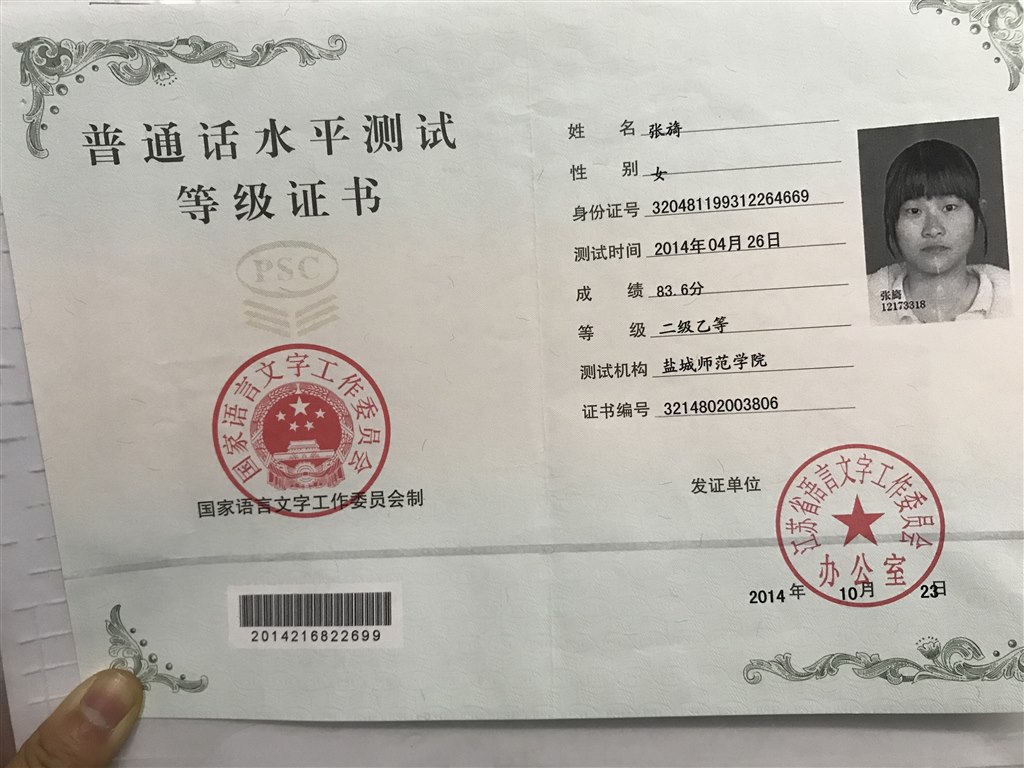 普通话水平测试
等级证书
PSC
国家语言文字工作委员会
国家语言文字工作委员会制
2014216822699
姓 名 张旖
性 别 女
身份证号 320481199312264669
测试时间 2014年04月26日
成 绩 83.6分
等 级 二级乙等
测试机构 盐城师范学院
证书编号 3214802003806
张旖
12173318
发证单位
江苏省语言文字工作委员会
办公室
2014 年 10月 23日